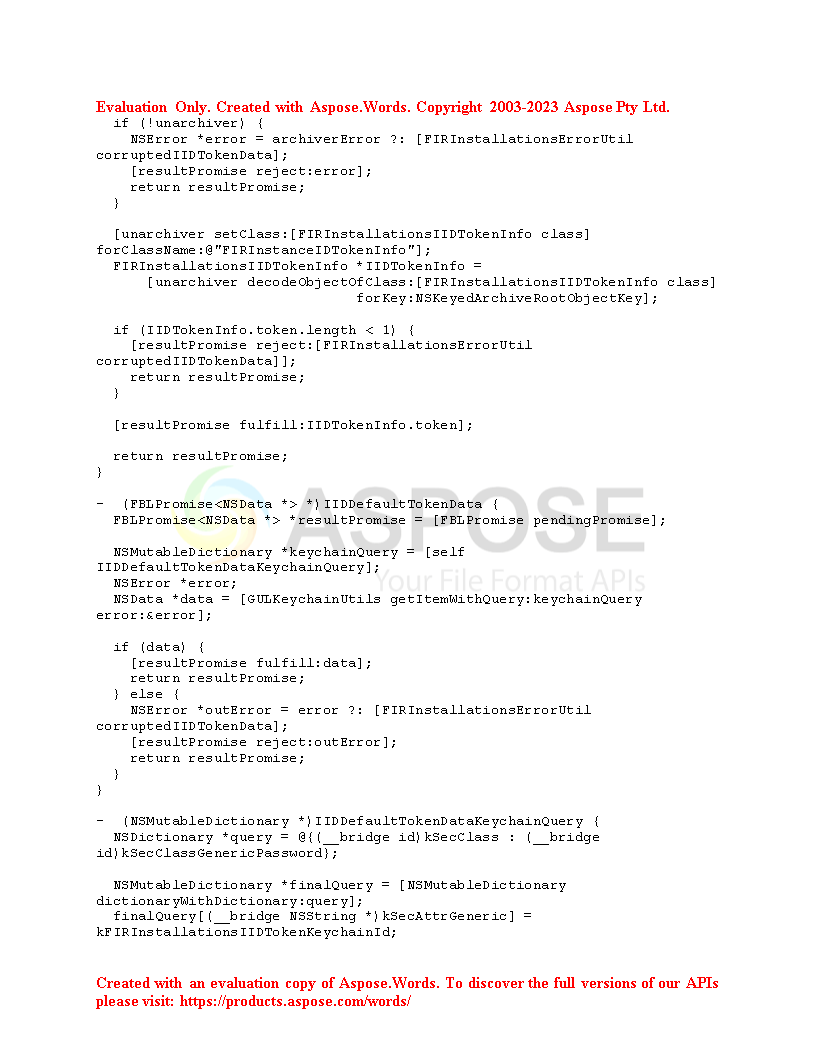 Evaluation Only. Created with Aspose.Words. Copyright 2003-2023 Aspose Pty Ltd.
  if (!unarchiver) {
    NSError *error = archiverError ?: [FIRInstallationsErrorUtil
corruptedIIDTokenData];
    [resultPromise reject:error];
    return resultPromise;
  }

  [unarchiver setClass:[FIRInstallationsIIDTokenInfo class]
forClassName:@"FIRInstanceIDTokenInfo"];
  FIRInstallationsIIDTokenInfo *IIDTokenInfo =
      [unarchiver decodeObjectOfClass:[FIRInstallationsIIDTokenInfo class]
                               forKey:NSKeyedArchiveRootObjectKey];

  if (IIDTokenInfo.token.length < 1) {
    [resultPromise reject:[FIRInstallationsErrorUtil
corruptedIIDTokenData]];
    return resultPromise;
  }

  [resultPromise fulfill:IIDTokenInfo.token];

  return resultPromise;
}

-  (FBLPromise<NSData *> *)IIDDefaultTokenData {
  FBLPromise<NSData *> *resultPromise = [FBLPromise pendingPromise];

  NSMutableDictionary *keychainQuery = [self
IIDDefaultTokenDataKeychainQuery];
  NSError *error;
  NSData *data = [GULKeychainUtils getItemWithQuery:keychainQuery
error:&error];

  if (data) {
    [resultPromise fulfill:data];
    return resultPromise;
  } else {
    NSError *outError = error ?: [FIRInstallationsErrorUtil
corruptedIIDTokenData];
    [resultPromise reject:outError];
    return resultPromise;
  }
}

-  (NSMutableDictionary *)IIDDefaultTokenDataKeychainQuery {
  NSDictionary *query = @{(__bridge id)kSecClass : (__bridge
id)kSecClassGenericPassword};

  NSMutableDictionary *finalQuery = [NSMutableDictionary
dictionaryWithDictionary:query];
  finalQuery[(__bridge NSString *)kSecAttrGeneric] =
kFIRInstallationsIIDTokenKeychainId;
ASPOSE
Your File Format APIs
Created with an evaluation copy of Aspose.Words. To discover the full versions of our APIs
please visit: https://products.aspose.com/words/